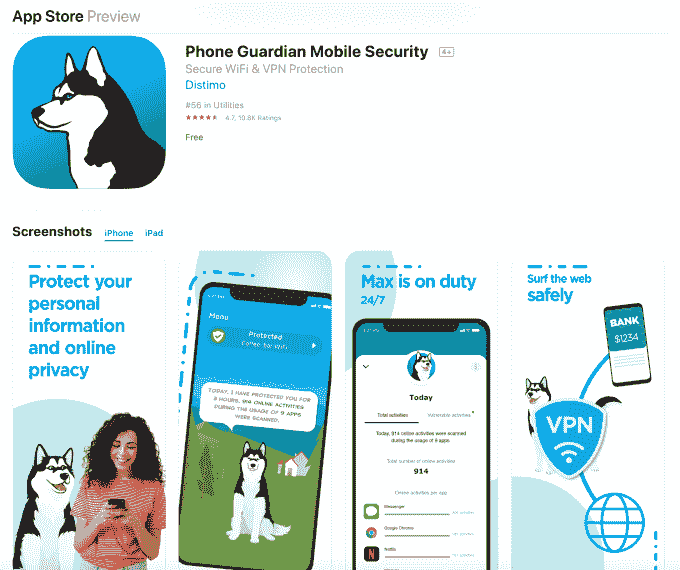 App Store Preview
Phone Guardian Mobile Security 4+
Secure WiFi & VPN Protection
Distimo
#56 in Utilities
4.7, 10.8K Ratings
Free
Screenshots iPhone iPad
Protect your
personal
information
and online
privacy
Menu
Protected
Coffee Bar WiFi
TODAY, I HAVE PROTECTED YOU FOR
8 HOURS, 914 ONLINE ACTIVITIES
DURING THE USAGE OF 9 APPS
WERE SCANNED.
Max is on duty
24/7
Today
Total activities
Vulnerable activities
Today, 914 online activities were scanned
during the usage of 9 apps
Total number of online activities
914
Online activities per app
Messenger
Google Chrome
Netflix
Surf the web
safely
BANK
$1234
VPN